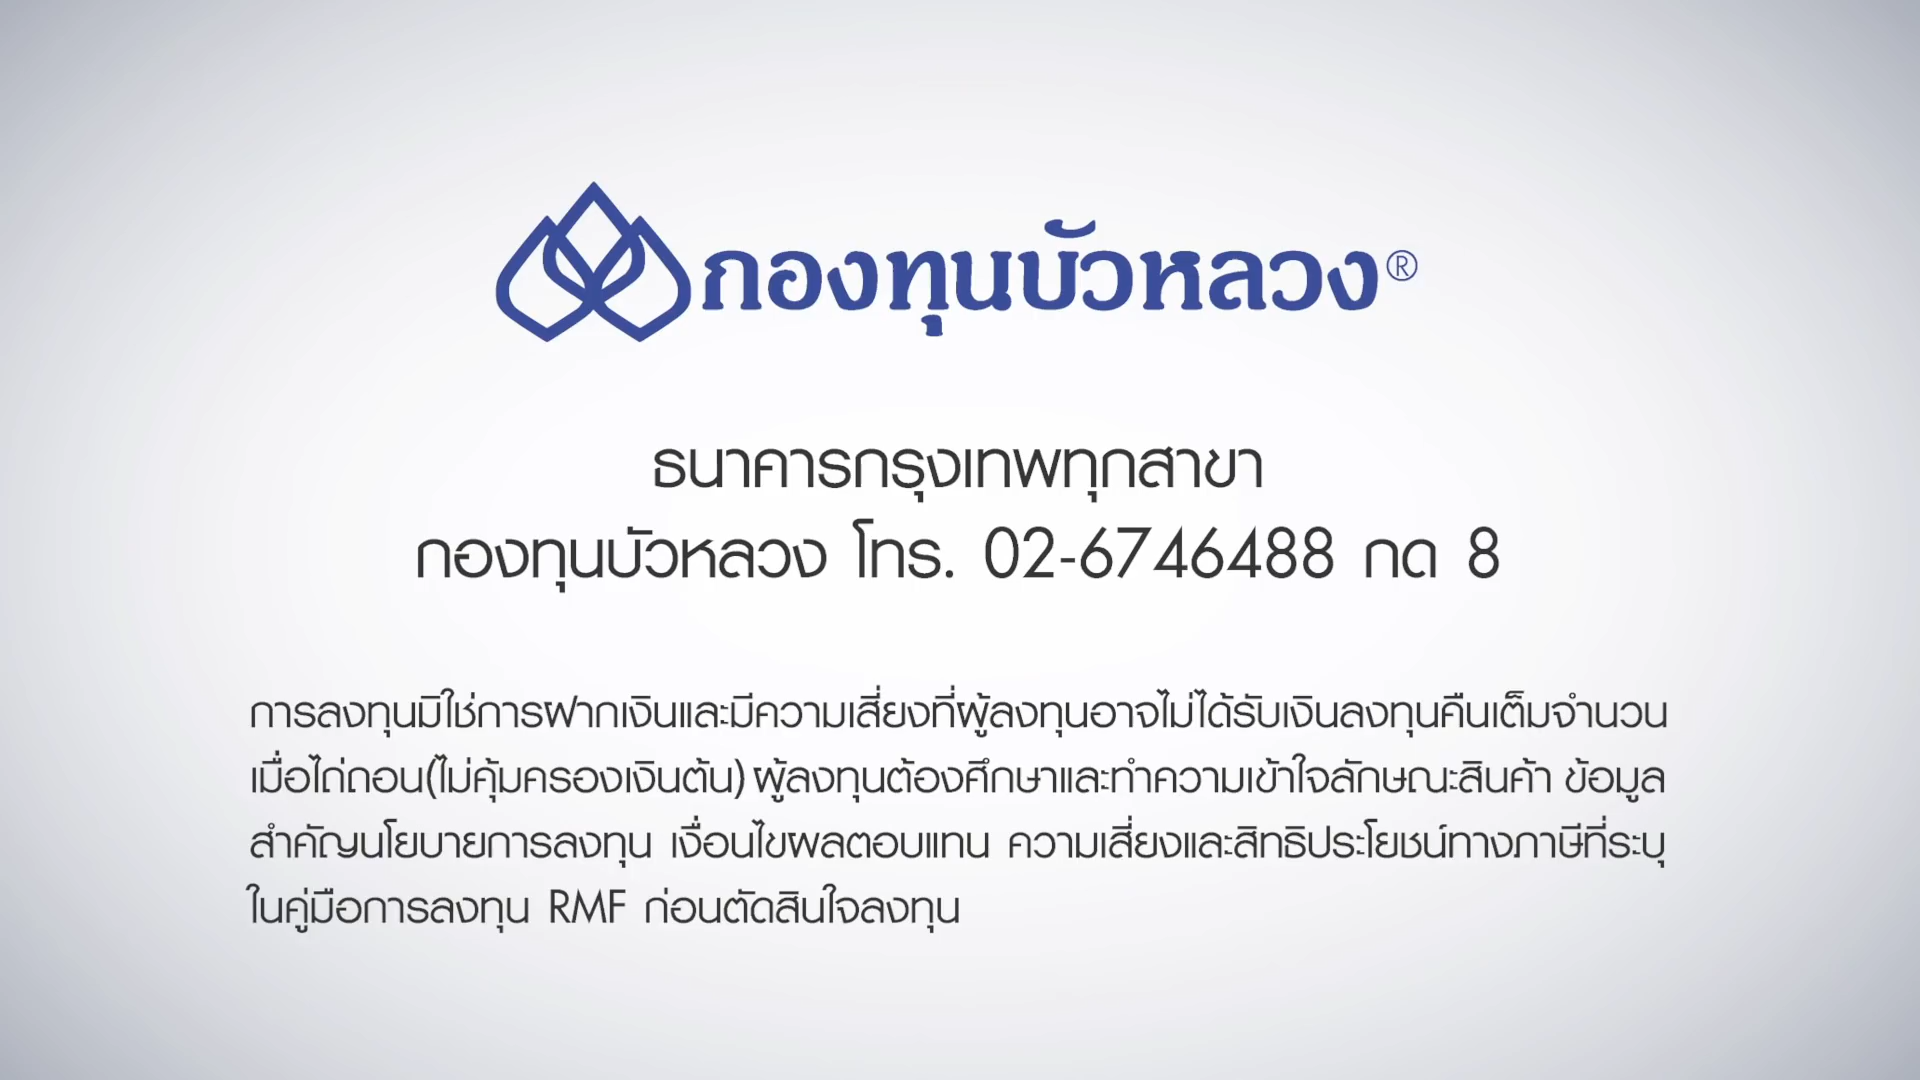 กองทุนบัวหลวง®
ธนาคารกรุงเทพทุกสาขา
กองทุนบัวหลวง โทร. 02-6746488 กด 8
การลงทุนมิใช่การฝากเงินและมีความเสี่ยงที่ผู้ลงทุนอาจไม่ได้รับเงินลงทุนคืนเต็มจำนวน
เมื่อไถ่ถอน(ไม่คุ้มครองเงินต้น) ผู้ลงทุนต้องศึกษาและทำความเข้าใจลักษณะสินค้า ข้อมูล
สำคัญนโยบายการลงทุน เงื่อนไขผลตอบแทน ความเสี่ยงและสิทธิประโยชน์ทางภาษีที่ระบุ
ในคู่มือการลงทุน RMF ก่อนตัดสินใจลงทุน